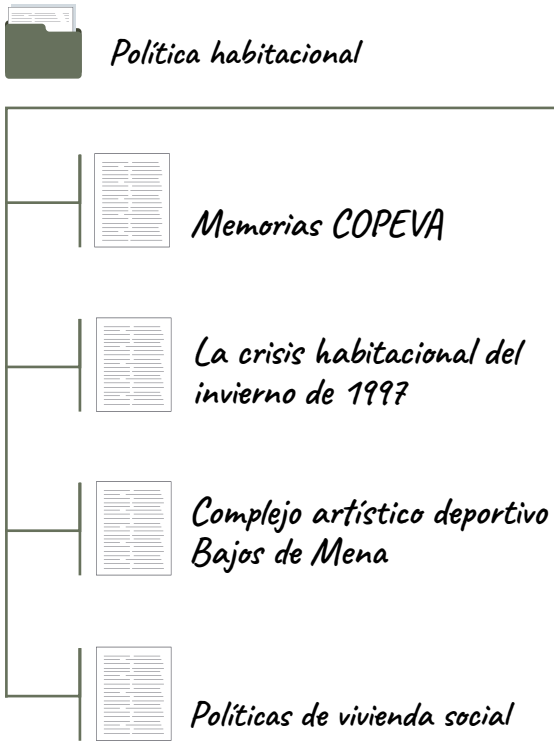 Política habitacional
Memorias COPEVA
La crisis habitacional del
invierno de 1997
Complejo artístico deportivo
Bajos de Mena
Políticas de vivienda social